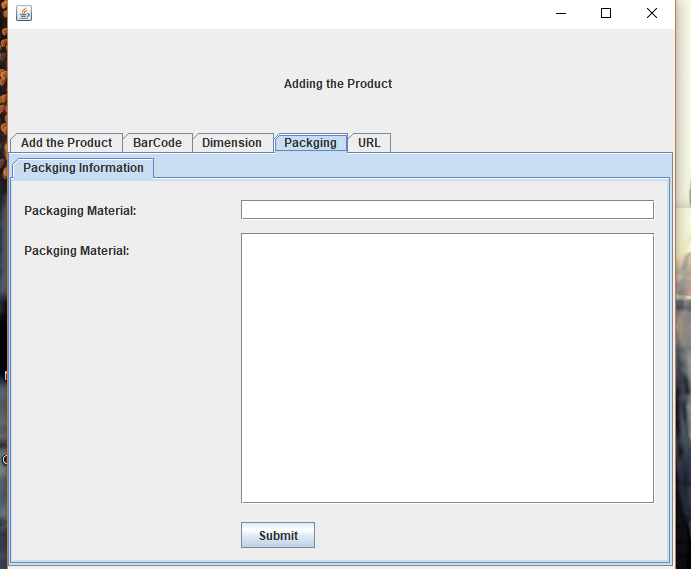 Adding the Product
Add the Product BarCode Dimension Packging URL
Packging Information
Packaging Material:
Packging Material:
Submit